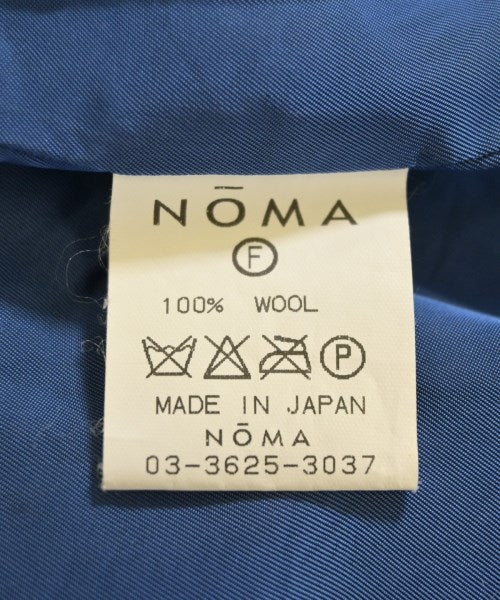 NŌMA
F
100% WOOL
P
MADE IN JAPAN
NŌMA
03-3625-3037